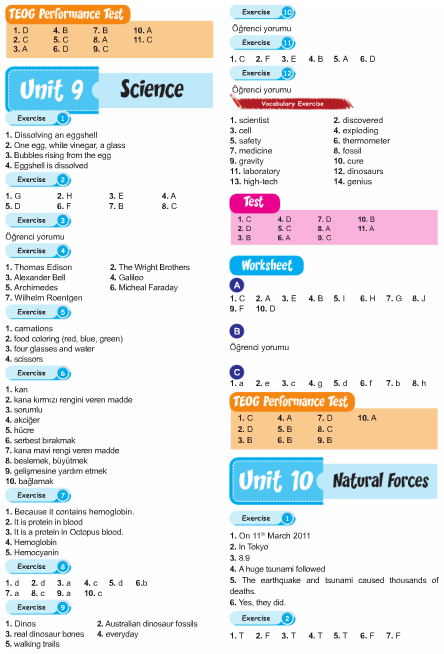 TEOG Performance Test
1. D 4. B 7. B 10. A
2. C 5. C 8. A 11. C
3. A 6. D 9. C
Unit 9 Science
Exercise 1
1. Dissolving an eggshell
2. One egg, white vinegar, a glass
3. Bubbles rising from the egg
4. Eggshell is dissolved
Exercise 2
1. G 2. H 3. E 4. A
5. D 6. F 7. B 8. C
Exercise 3
Öğrenci yorumu
Exercise 4
1. Thomas Edison 2. The Wright Brothers
3. Alexander Bell 4. Galileo
5. Archimedes 6. Micheal Faraday
7. Wilhelm Roentgen
Exercise 5
1. carnations
2. food coloring (red, blue, green)
3. four glasses and water
4. scissors
Exercise 6
1. kan
2. kana kırmızı rengini veren madde
3. sorumlu
4. akciğer
5. hücre
6. serbest bırakmak
7. kana mavi rengi veren madde
8. beslemek, büyütmek
9. gelişmesine yardım etmek
10. bağlamak
Exercise 7
1. Because it contains hemoglobin.
2. It is protein in blood
3. It is a protein in Octopus blood.
4. Hemoglobin
5. Hemocyanin
Exercise 8
1. d 2. d 3. a 4. c 5. d 6.b
7. a 8. c 9. a 10. c
Exercise 9
1. Dinos 2. Australian dinosaur fossils
3. real dinosaur bones 4. everyday
5. walking trails
Exercise 10
Öğrenci yorumu
Exercise 11
1. C 2. F 3. E 4. B 5. A 6. D
Exercise 12
Öğrenci yorumu
Vocabulary Exercise
1. scientist 2. discovered
3. cell 4. exploding
5. safety 6. thermometer
7. medicine 8. fossil
9. gravity 10. cure
11. laboratory 12. dinosaurs
13. high-tech 14. genius
Test
1. C 4. D 7. D 10. B
2. D 5. C 8. A 11. A
3. B 6. A 9. C
Worksheet
A
1. C 2. A 3. E 4. B 5. I 6. H 7. G 8. J
9. F 10. D
B
Öğrenci yorumu
C
1. a 2. e 3. c 4. g 5. d 6. f 7. b 8. h
TEOG Performance Test
1. C 4. A 7. D 10. A
2. D 5. B 8. C
3. B 6. B 9. B
Unit 10 Natural Forces
Exercise 1
1. On 11th March 2011
2. In Tokyo
3. 8.9
4. A huge tsunami followed
5. The earthquake and tsunami caused thousands of
deaths.
6. Yes, they did.
Exercise 2
1. T 2. F 3. T 4. T 5. T 6. F 7. F